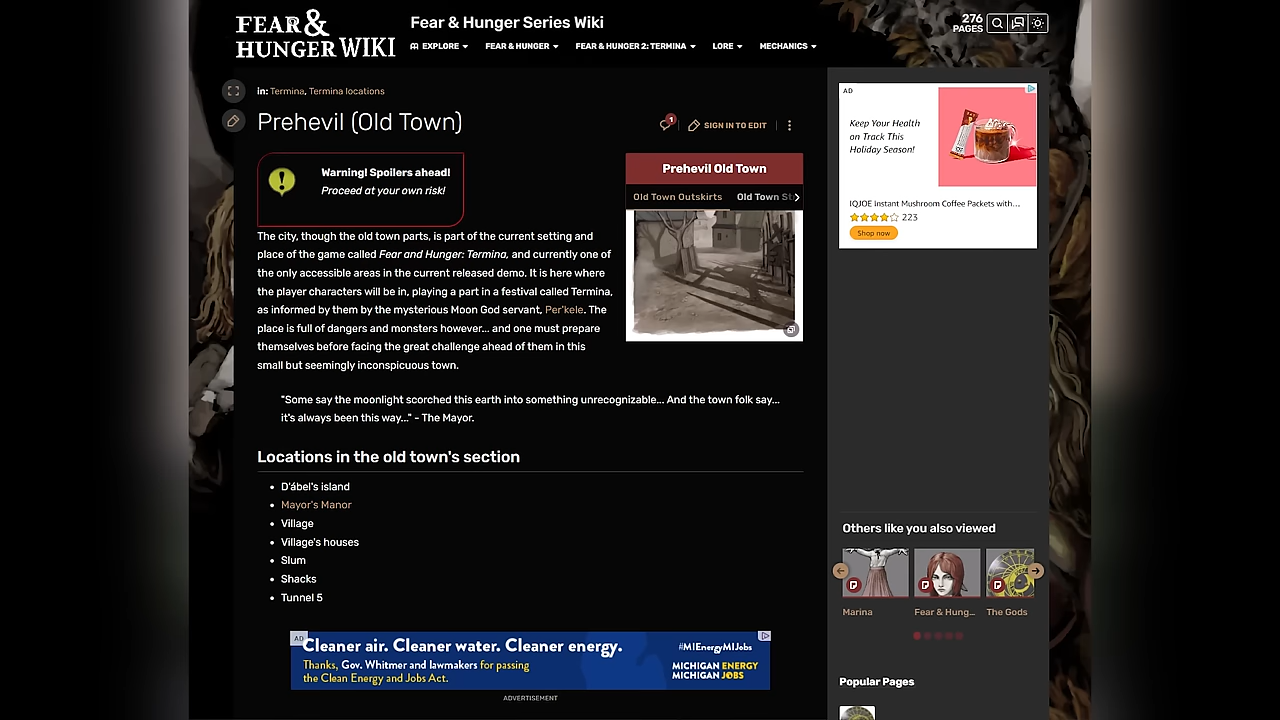 FEAR &
HUNGER WIKI
Fear & Hunger Series Wiki
EXPLORE
FEAR & HUNGER
FEAR & HUNGER 2: TERMINA
LORE
MECHANICS
276
PAGES
in: Termina, Termina locations
Prehevil (Old Town)
1
SIGN IN TO EDIT
Warning! Spoilers ahead!
Proceed at your own risk!
Prehevil Old Town
Old Town Outskirts
Old Town St
The city, though the old town parts, is part of the current setting and
place of the game called Fear and Hunger: Termina, and currently one of
the only accessible areas in the current released demo. It is here where
the player characters will be in, playing a part in a festival called Termina,
as informed by them by the mysterious Moon God servant, Per'kele. The
place is full of dangers and monsters however... and one must prepare
themselves before facing the great challenge ahead of them in this
small but seemingly inconspicuous town.
"Some say the moonlight scorched this earth into something unrecognizable... And the town folk say...
it's always been this way..." - The Mayor.
Locations in the old town's section
D'ábel's island
Mayor's Manor
Village
Village's houses
Slum
Shacks
Tunnel 5
AD
Cleaner air. Cleaner water. Cleaner energy.
Thanks, Gov. Whitmer and lawmakers for passing
the Clean Energy and Jobs Act.
#MIEnergyMIJobs
MICHIGAN ENERGY
MICHIGAN JOBS
ADVERTISEMENT
AD
Keep Your Health
on Track This
Holiday Season!
IQJOE Instant Mushroom Coffee Packets with...
223
Shop now
Others like you also viewed
Marina
Fear & Hung...
The Gods
Popular Pages